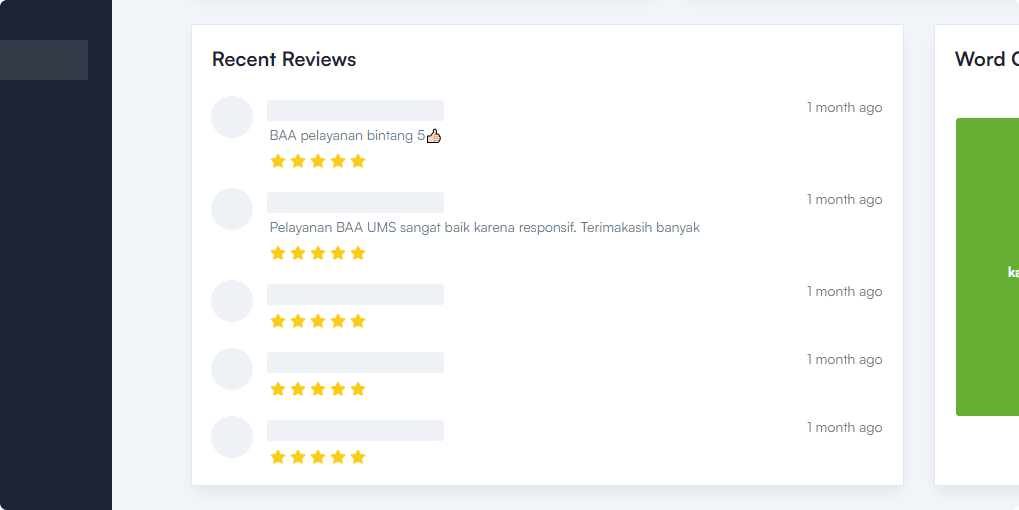 Recent Reviews
1 month ago
BAA pelayanan bintang 5👍🏻
1 month ago
Pelayanan BAA UMS sangat baik karena responsif. Terimakasih banyak
1 month ago
1 month ago
1 month ago
Word C
ka